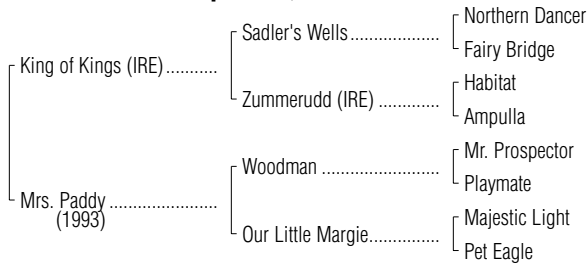 Northern Dancer
Sadler's Wells...................
Fairy Bridge
King of Kings (IRE)...........
Habitat
Zummerudd (IRE) .............
Ampulla
Mr. Prospector
Woodman .........................
Playmate
Mrs. Paddy .......................
(1993)
Majestic Light
Our Little Margie...............
Pet Eagle